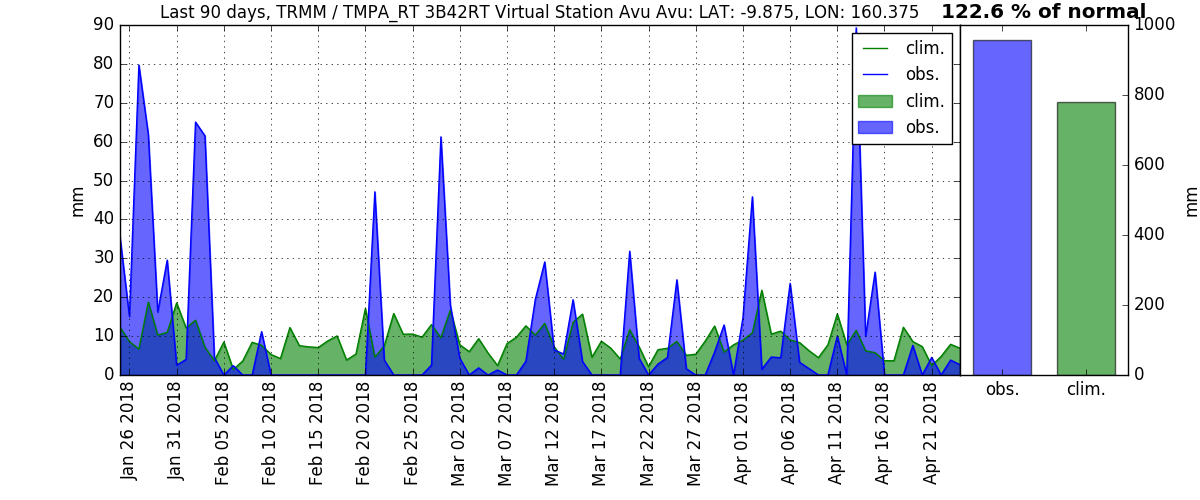 Last 90 days, TRMM / TMPA_RT 3B42RT Virtual Station Avu Avu: LAT: -9.875, LON: 160.375
122.6 % of normal
90
80
70
60
50
40
30
20
10
0
mm
clim.
obs.
clim.
obs.
1000
800
600
400
200
0
mm
Jan 26 2018
Jan 31 2018
Feb 05 2018
Feb 10 2018
Feb 15 2018
Feb 20 2018
Feb 25 2018
Mar 02 2018
Mar 07 2018
Mar 12 2018
Mar 17 2018
Mar 22 2018
Mar 27 2018
Apr 01 2018
Apr 06 2018
Apr 11 2018
Apr 16 2018
Apr 21 2018
obs.
clim.